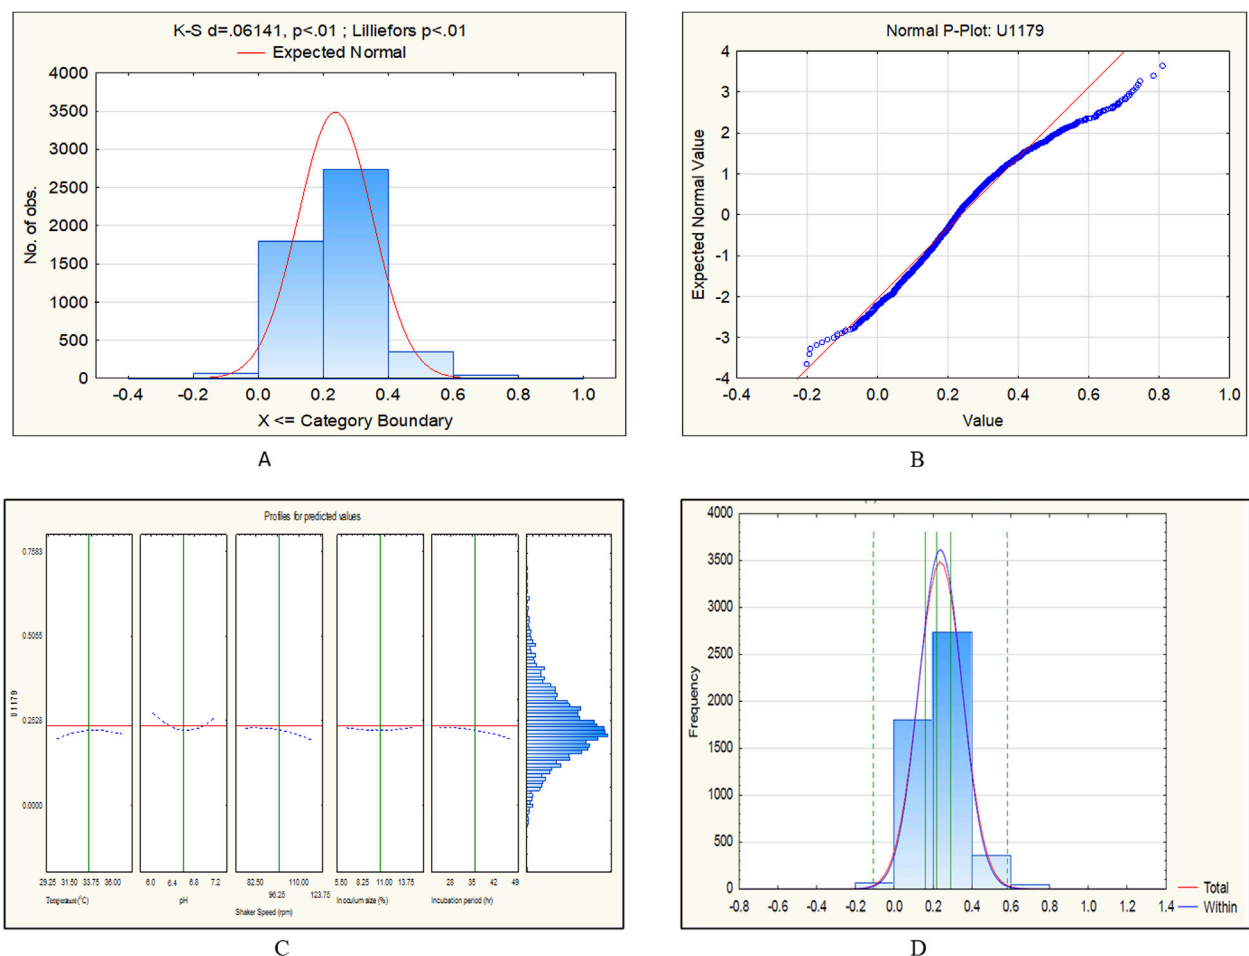 K-S d=.06141, p<.01 ; Lilliefors p<.01
Expected Normal
4000
3500
3000
2500
2000
1500
1000
500
0
No. of obs.
-0.4 -0.2 0.0 0.2 0.4 0.6 0.8 1.0
X <= Category Boundary
A
Normal P-Plot: U1179
4
3
2
1
0
-1
-2
-3
-4
Expected Normal Value
-0.4 -0.2 0.0 0.2 0.4 0.6 0.8 1.0
Value
B
Profiles for predicted values
0.7583
0.5055
0.2528
0.0000
U1179
29.25 31.50 33.75 36.00
Temperature (°C)
6.0 6.4 6.8 7.2
pH
82.50 96.25 110.00 123.75
Shaker Speed (rpm)
5.50 8.25 11.00 13.75
Inoculum size (%)
28 35 42 49
Incubation period (hr)
C
4000
3500
3000
2500
2000
1500
1000
500
0
Frequency
-0.8 -0.6 -0.4 -0.2 0.0 0.2 0.4 0.6 0.8 1.0 1.2 1.4
Total
Within
D